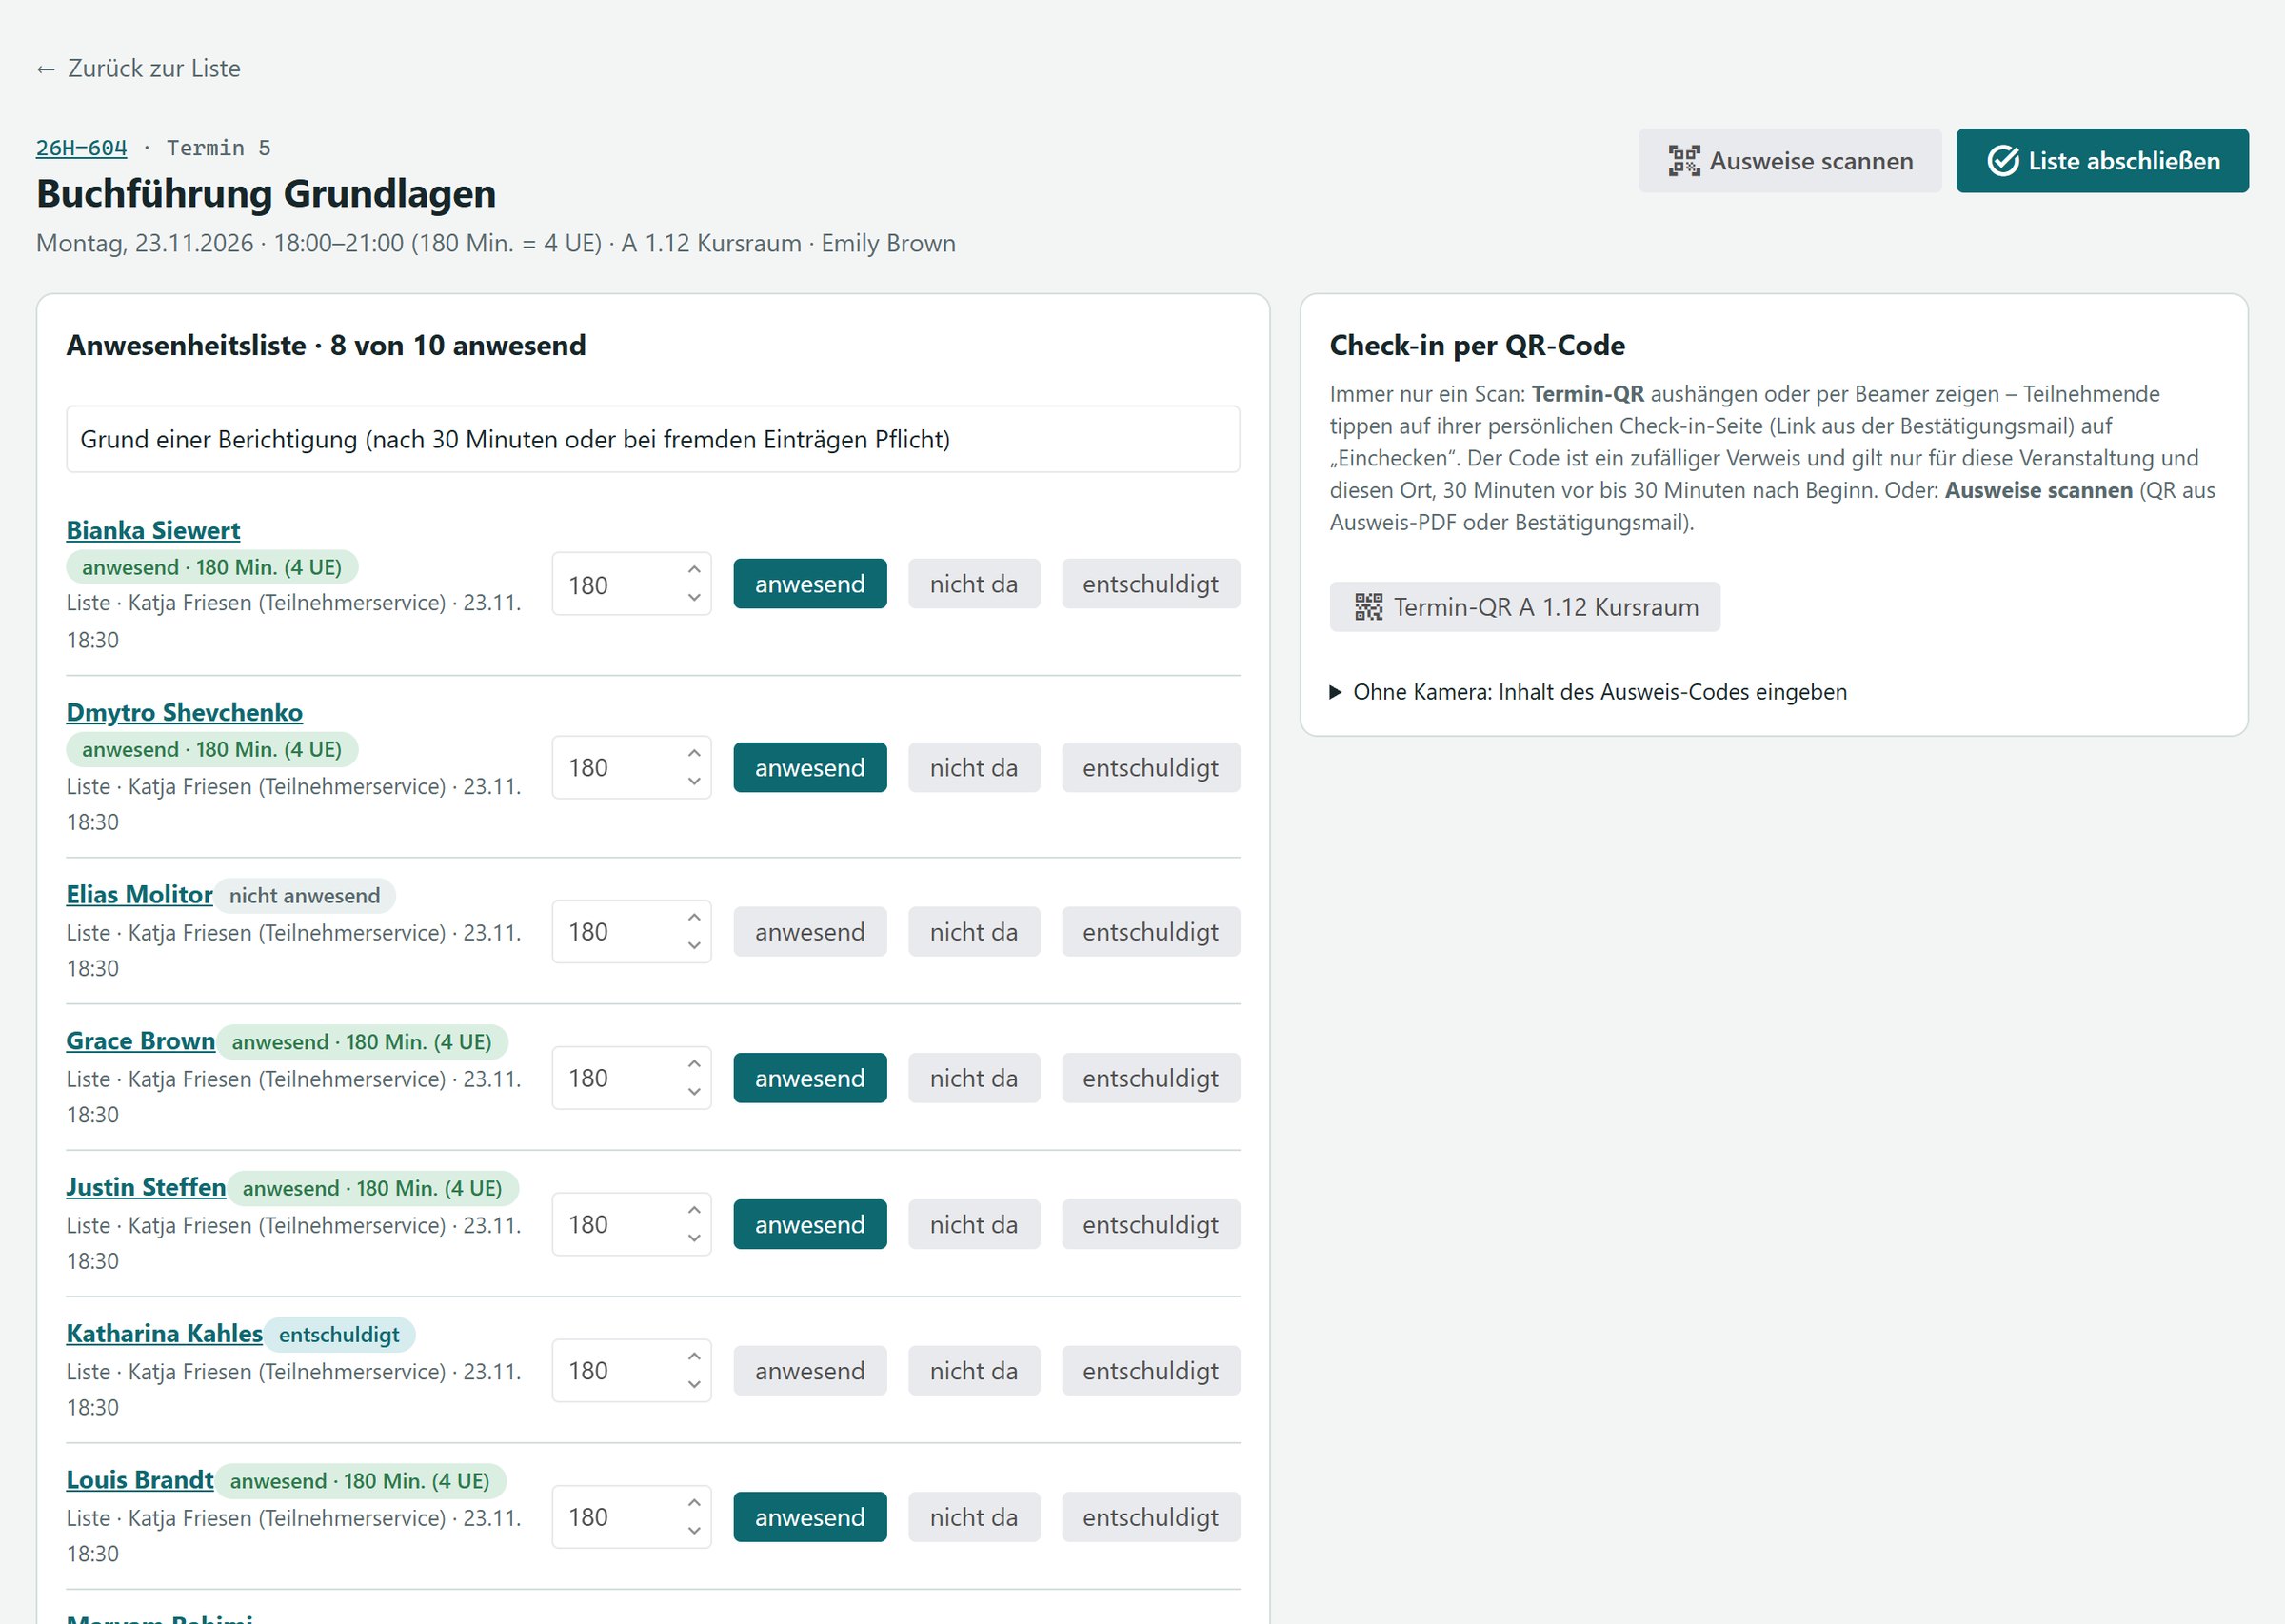 ← Zurück zur Liste
26H-604 · Termin 5
Buchführung Grundlagen
Montag, 23.11.2026 · 18:00–21:00 (180 Min. = 4 UE) · A 1.12 Kursraum · Emily Brown
Ausweise scannen
Liste abschließen
Anwesenheitsliste · 8 von 10 anwesend
Grund einer Berichtigung (nach 30 Minuten oder bei fremden Einträgen Pflicht)
Bianka Siewert
anwesend · 180 Min. (4 UE)
Liste · Katja Friesen (Teilnehmerservice) · 23.11.
18:30
180 anwesend nicht da entschuldigt
Dmytro Shevchenko
anwesend · 180 Min. (4 UE)
Liste · Katja Friesen (Teilnehmerservice) · 23.11.
18:30
180 anwesend nicht da entschuldigt
Elias Molitor nicht anwesend
Liste · Katja Friesen (Teilnehmerservice) · 23.11.
18:30
180 anwesend nicht da entschuldigt
Grace Brown anwesend · 180 Min. (4 UE)
Liste · Katja Friesen (Teilnehmerservice) · 23.11.
18:30
180 anwesend nicht da entschuldigt
Justin Steffen anwesend · 180 Min. (4 UE)
Liste · Katja Friesen (Teilnehmerservice) · 23.11.
18:30
180 anwesend nicht da entschuldigt
Katharina Kahles entschuldigt
Liste · Katja Friesen (Teilnehmerservice) · 23.11.
18:30
180 anwesend nicht da entschuldigt
Louis Brandt anwesend · 180 Min. (4 UE)
Liste · Katja Friesen (Teilnehmerservice) · 23.11.
18:30
180 anwesend nicht da entschuldigt
Check-in per QR-Code
Immer nur ein Scan: Termin-QR aushängen oder per Beamer zeigen – Teilnehmende
tippen auf ihrer persönlichen Check-in-Seite (Link aus der Bestätigungsmail) auf
„Einchecken“. Der Code ist ein zufälliger Verweis und gilt nur für diese Veranstaltung und
diesen Ort, 30 Minuten vor bis 30 Minuten nach Beginn. Oder: Ausweise scannen (QR aus
Ausweis-PDF oder Bestätigungsmail).
Termin-QR A 1.12 Kursraum
▶ Ohne Kamera: Inhalt des Ausweis-Codes eingeben